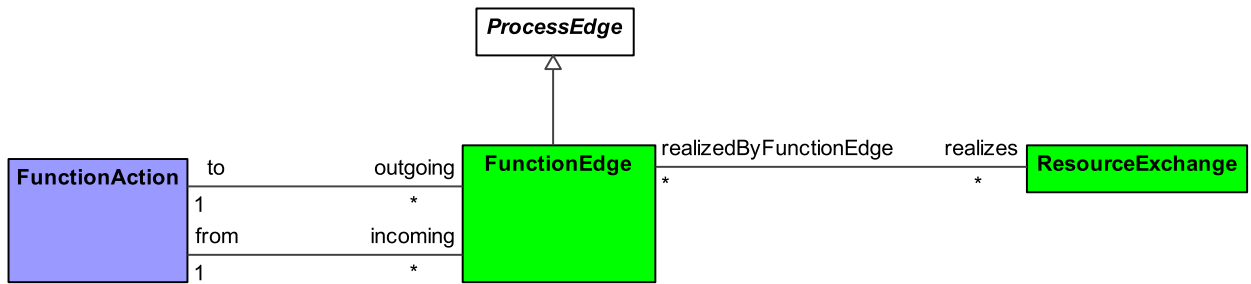 ProcessEdge
realizedByFunctionEdge realizes
FunctionAction to outgoing FunctionEdge ResourceExchange
1 * * *
from incoming
1 *